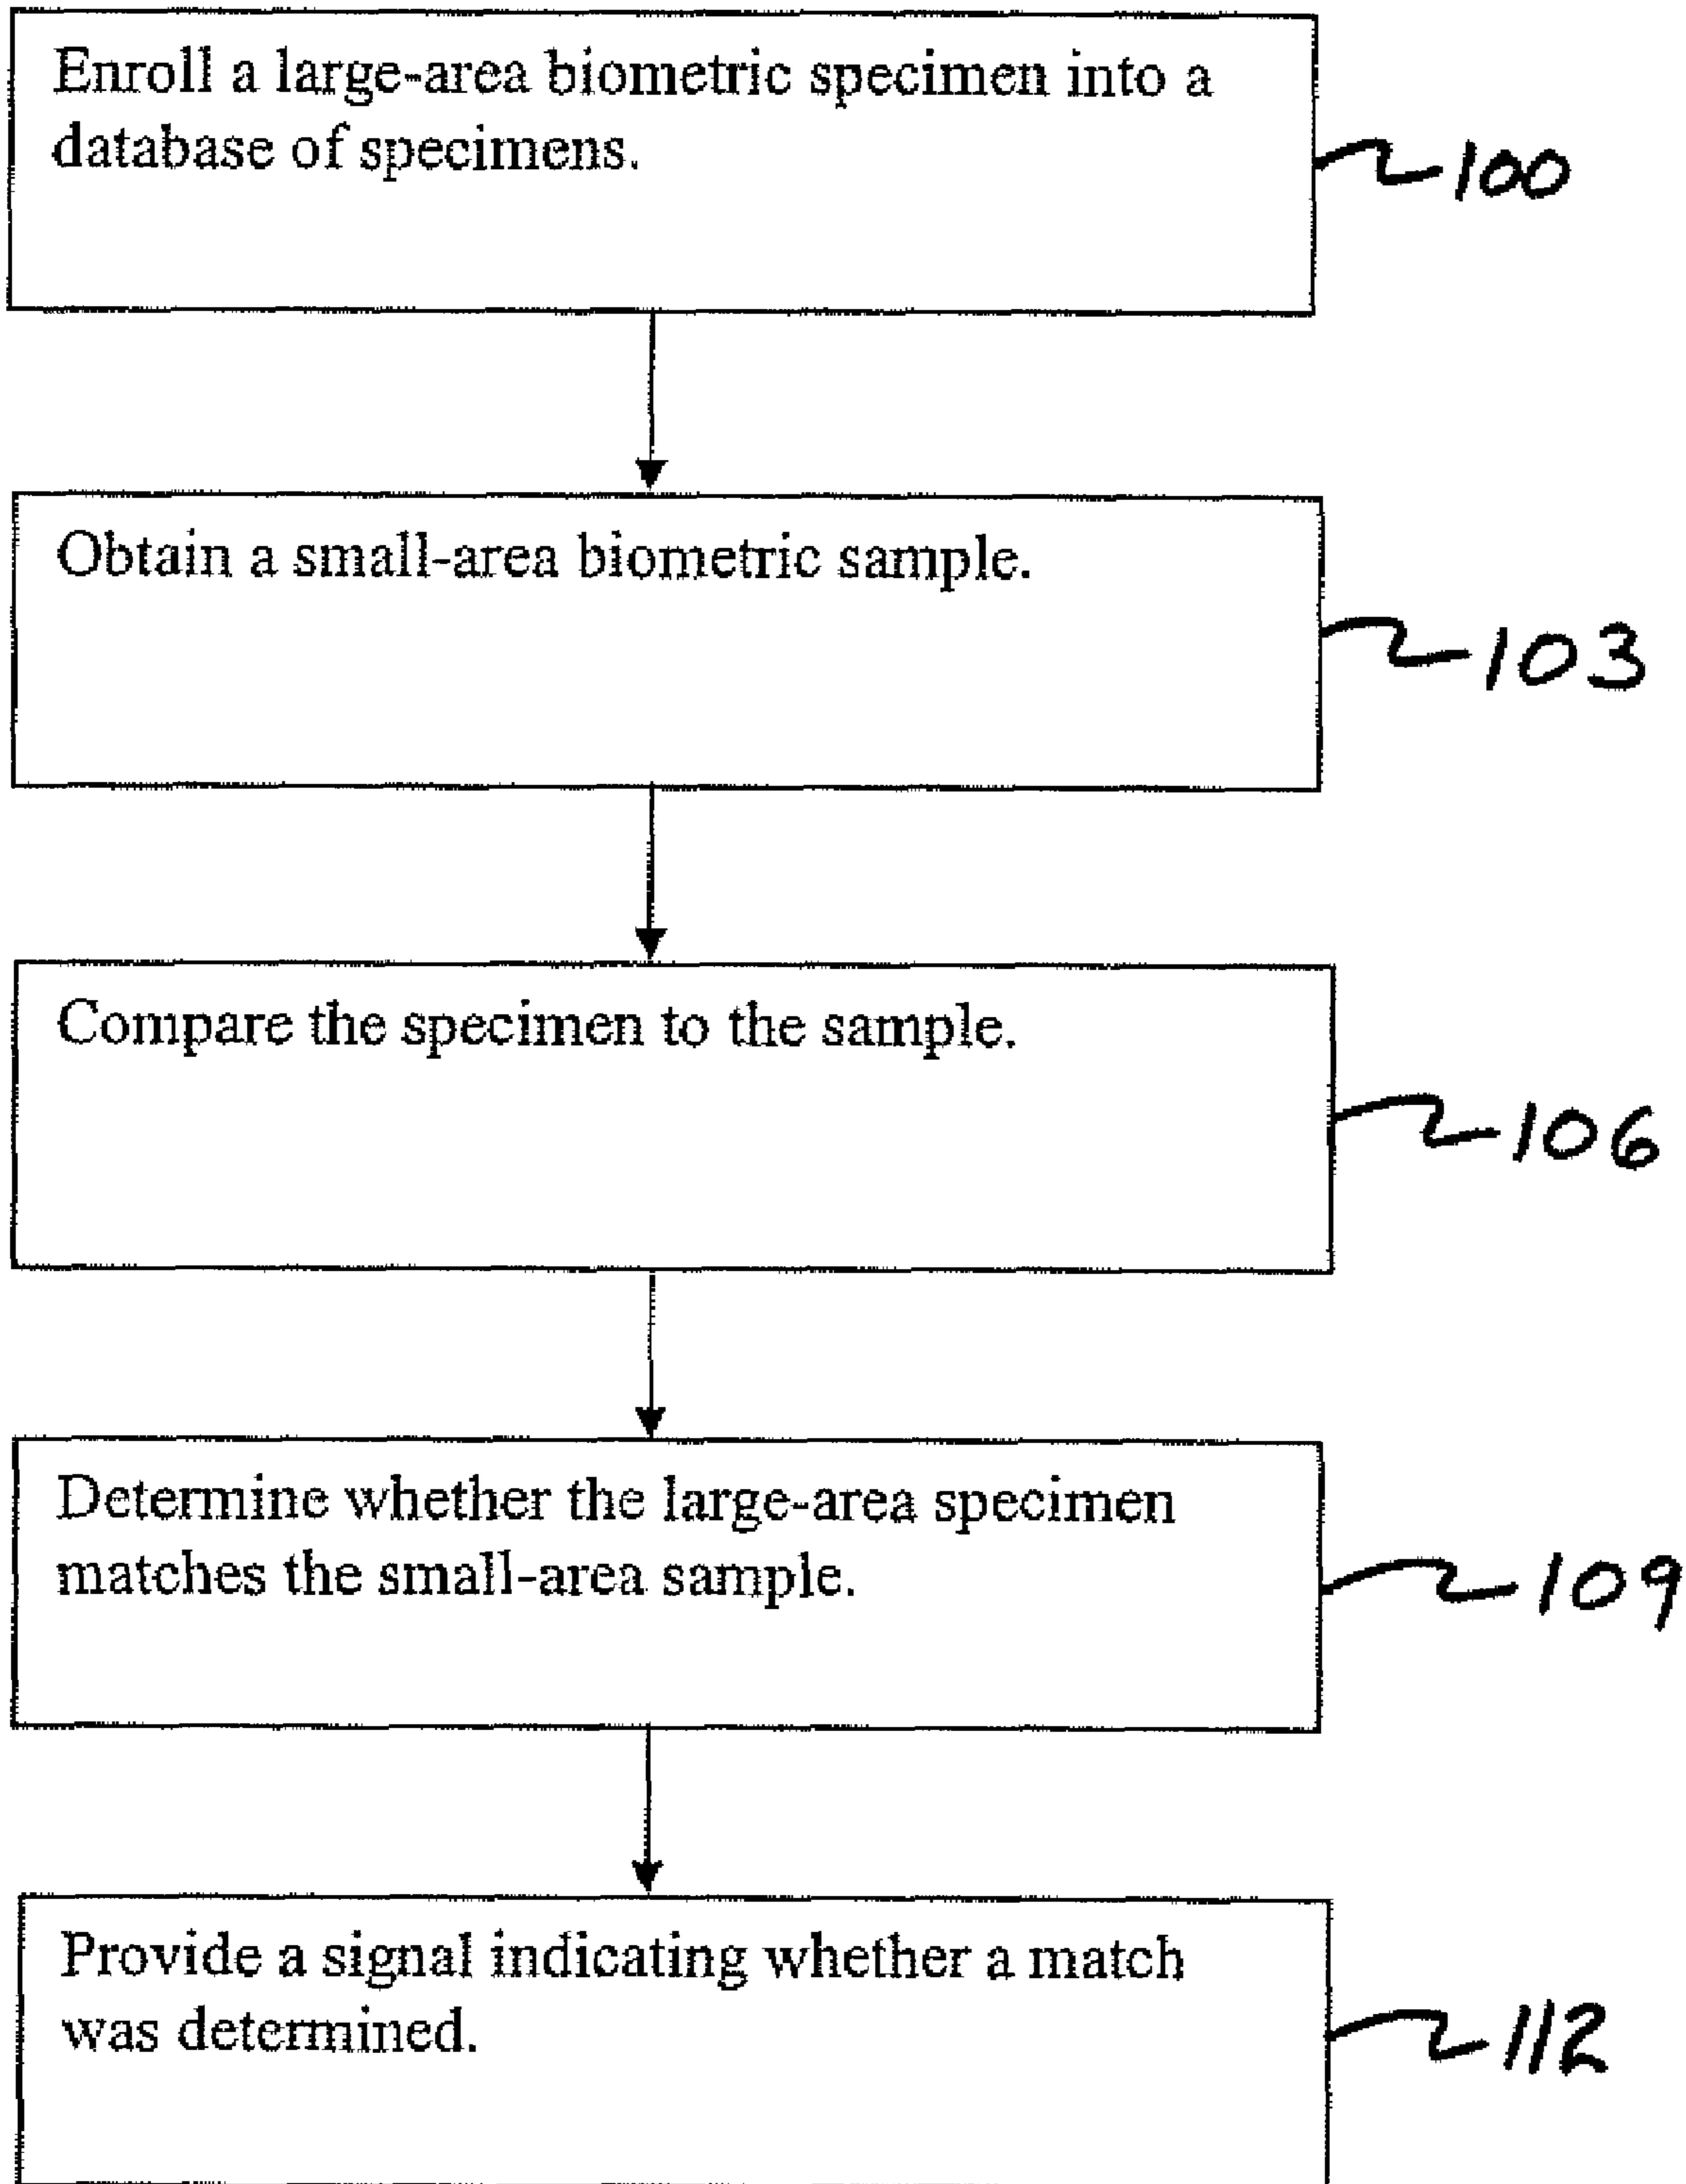 Enroll a large-area biometric specimen into a
database of specimens.
100
Obtain a small-area biometric sample.
103
Compare the specimen to the sample.
106
Determine whether the large-area specimen
matches the small-area sample.
109
Provide a signal indicating whether a match
was determined.
112